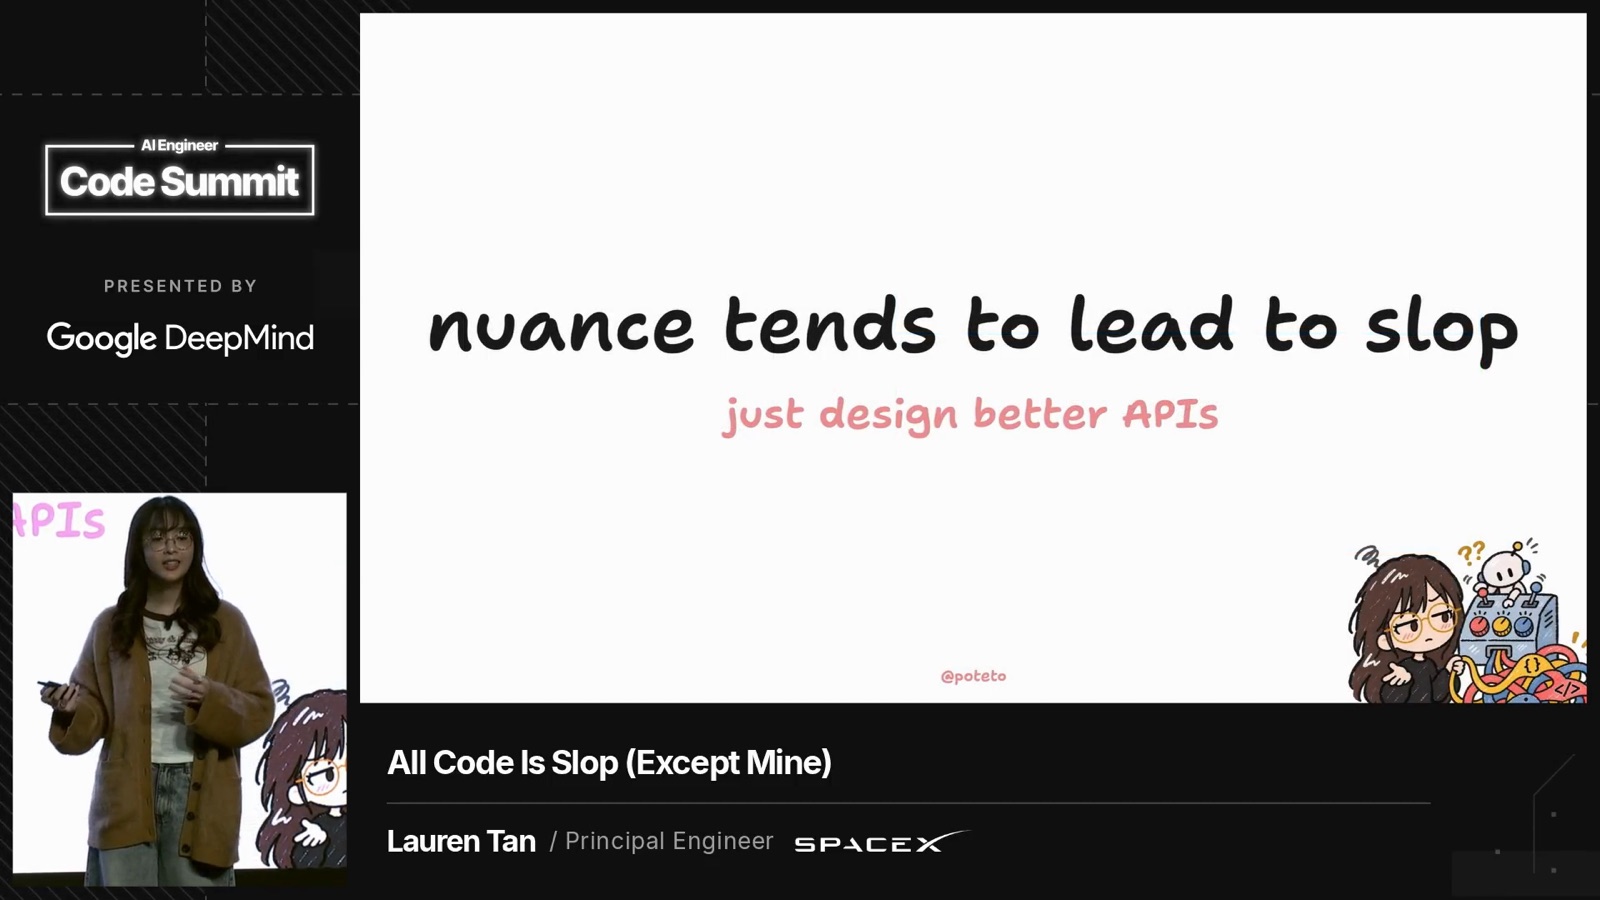 AI Engineer
Code Summit
PRESENTED BY
Google DeepMind
nuance tends to lead to slop
just design better APIs
??
{}
</>
@poteto
APIs
All Code Is Slop (Except Mine)
Lauren Tan / Principal Engineer SPACEX